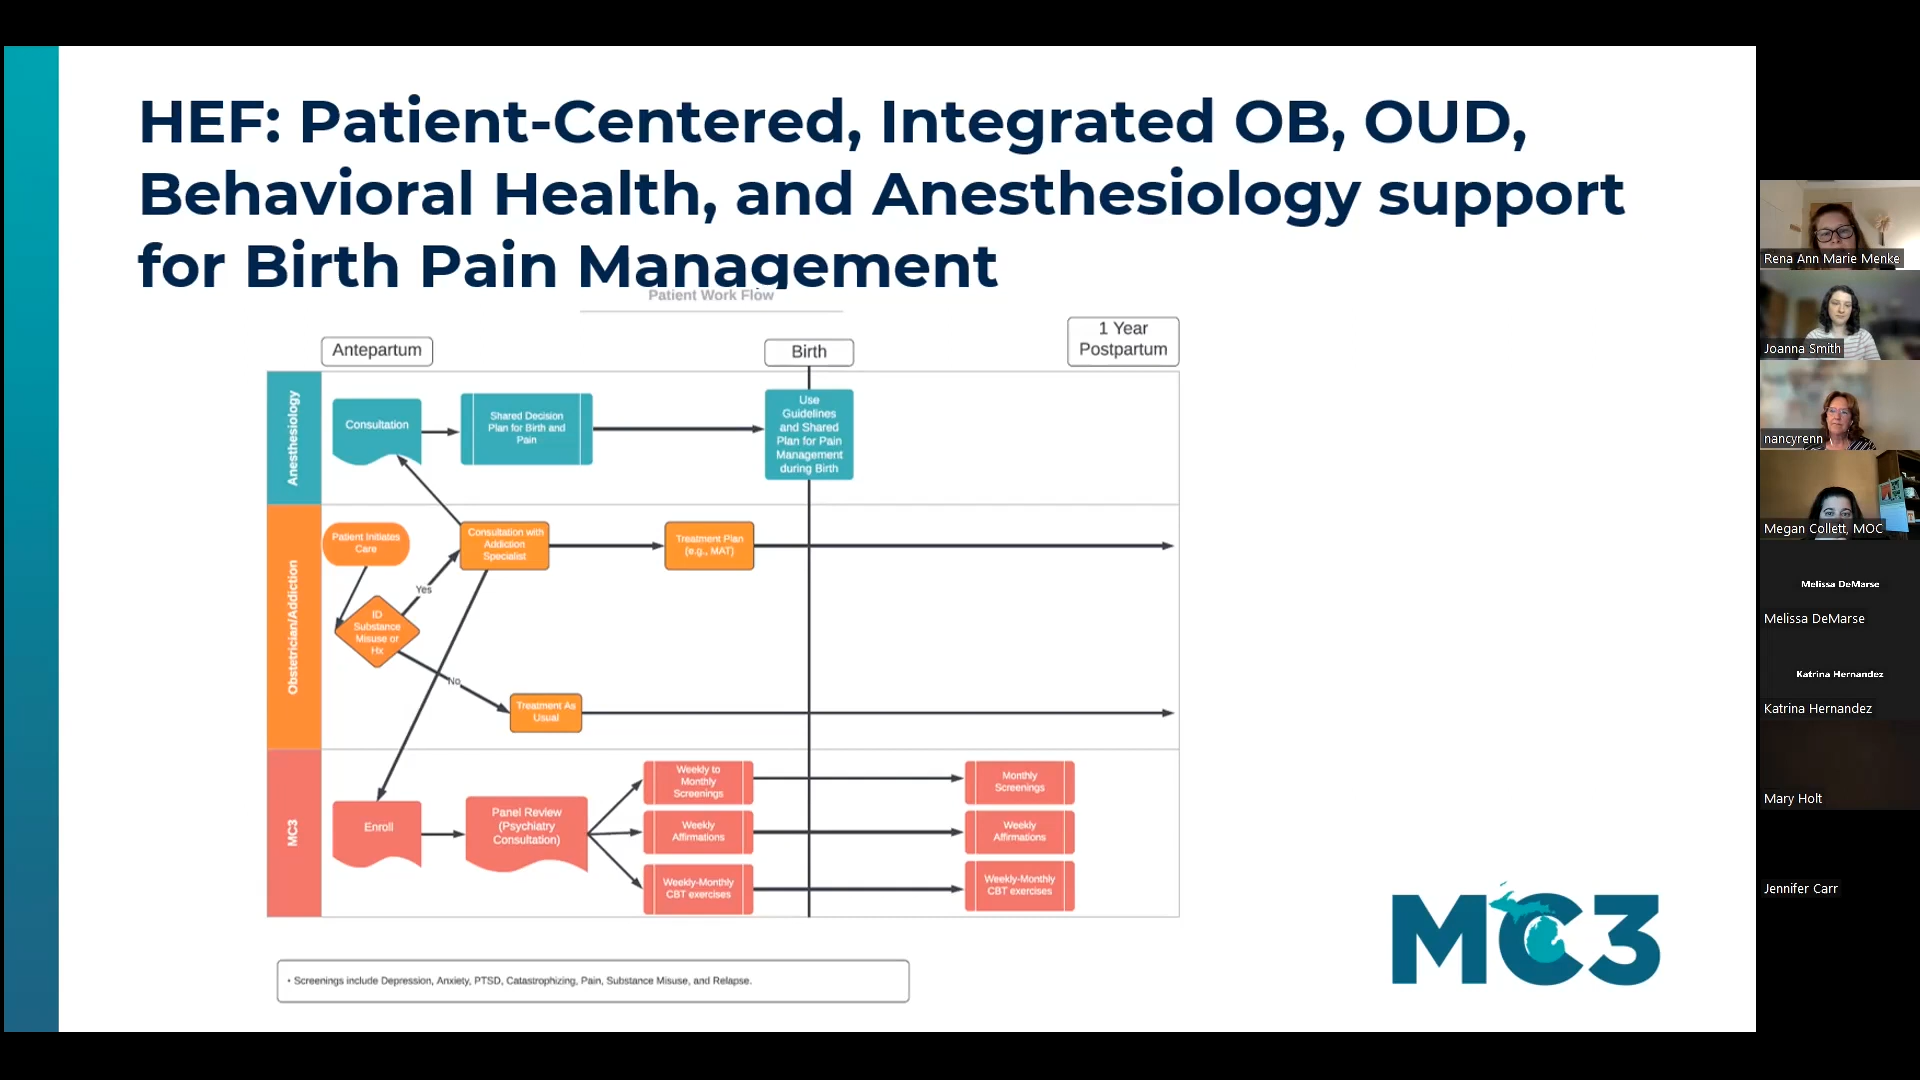 HEF: Patient-Centered, Integrated OB, OUD,
Behavioral Health, and Anesthesiology support
for Birth Pain Management
Patient Work Flow
Antepartum
Birth
1 Year
Postpartum
Anesthesiology
Consultation
Shared Decision
Plan for Birth and
Pain
Use
Guidelines
and Shared
Plan for Pain
Management
during Birth
Obstetrician/Addiction
Patient Initiates
Care
Consultation with
Addiction
Specialist
Treatment Plan
(e.g., MAT)
Yes
ID
Substance
Misuse or
Hx
No
Treatment As
Usual
MC3
Enroll
Panel Review
(Psychiatry
Consultation)
Weekly to
Monthly
Screenings
Monthly
Screenings
Weekly
Affirmations
Weekly
Affirmations
Weekly-Monthly
CBT exercises
Weekly-Monthly
CBT exercises
• Screenings include Depression, Anxiety, PTSD, Catastrophizing, Pain, Substance Misuse, and Relapse.
MC3
Rena Ann Marie Menke
Joanna Smith
nancyrenn
Megan Collett, MOC
Melissa DeMarse
Melissa DeMarse
Katrina Hernandez
Katrina Hernandez
Mary Holt
Jennifer Carr